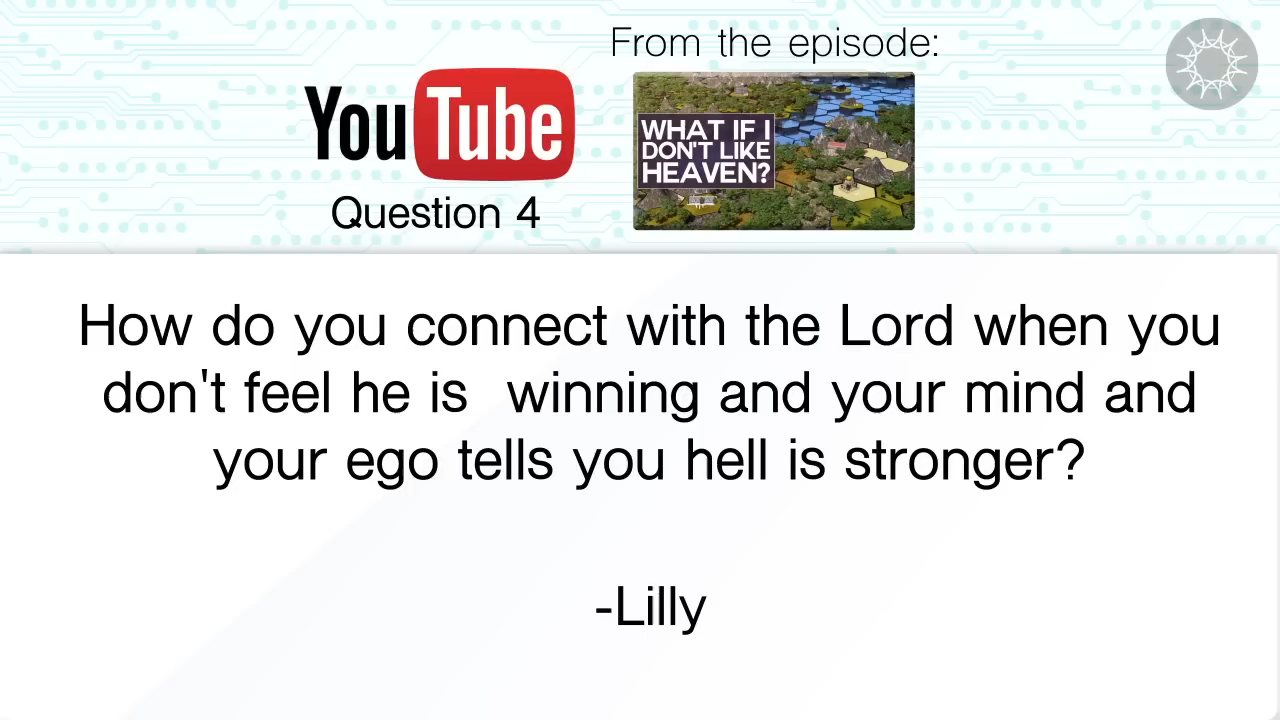 From the episode:
YouTube
Question 4
WHAT IF I
DON'T LIKE
HEAVEN?
How do you connect with the Lord when you
don't feel he is  winning and your mind and
your ego tells you hell is stronger?
-Lilly